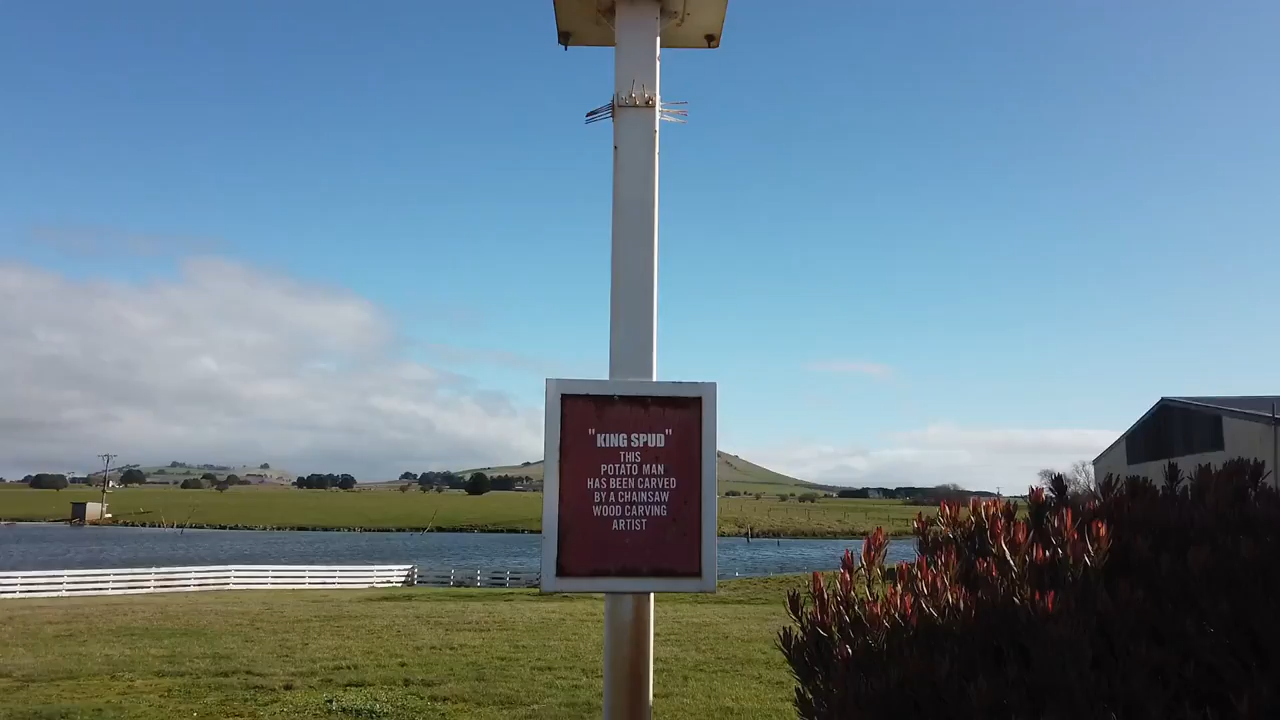 "KING SPUD"
THIS
POTATO MAN
HAS BEEN CARVED
BY A CHAINSAW
WOOD CARVING
ARTIST